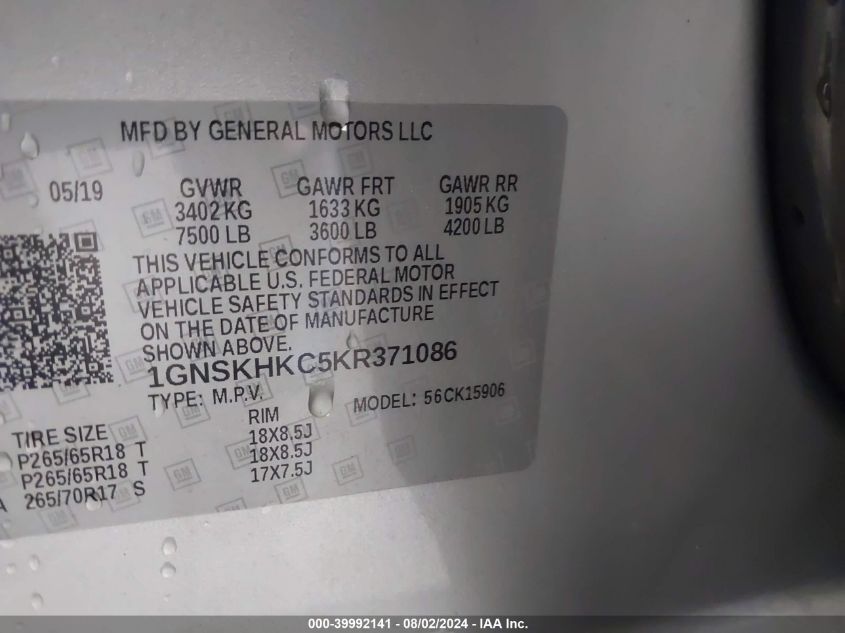 MFD BY GENERAL MOTORS LLC
05/19 GVWR GAWR FRT GAWR RR
3402 KG 1633 KG 1905 KG
7500 LB 3600 LB 4200 LB
THIS VEHICLE CONFORMS TO ALL
APPLICABLE U.S. FEDERAL MOTOR
VEHICLE SAFETY STANDARDS IN EFFECT
ON THE DATE OF MANUFACTURE
SHOWN ABOVE.
1GNSKHKC5KR371086
TYPE: M.P.V. MODEL: 56CK15906
TIRE SIZE RIM
P265/65R18 T 18X8.5J
P265/65R18 T 18X8.5J
265/70R17 S 17X7.5J
000-39992141 - 08/02/2024 - IAA Inc.